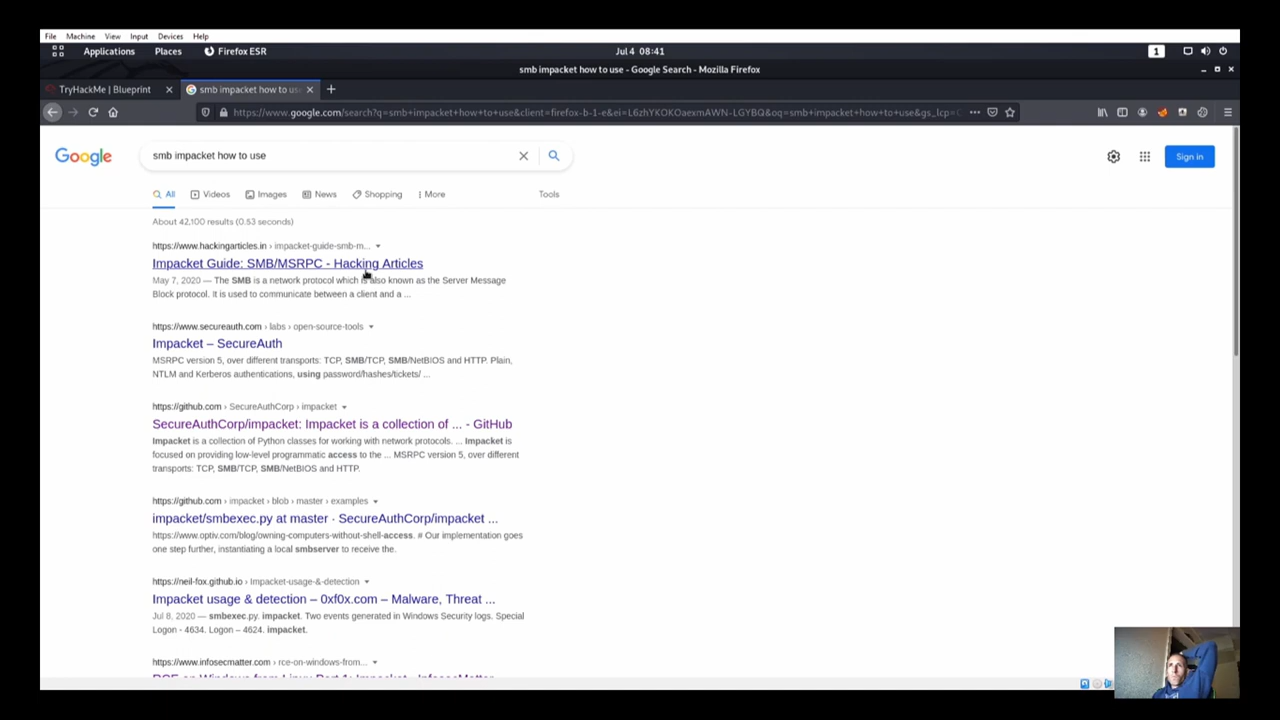 File Machine View Input Devices Help
Applications Places Firefox ESR Jul 4 08:41 1
smb impacket how to use - Google Search - Mozilla Firefox
TryHackMe | Blueprint smb impacket how to us
https://www.google.com/search?q=smb+impacket+how+to+use&client=firefox-b-1-e&ei=L6zhYKOKOaexmAWN-LGYBQ&oq=smb+impacket+how+to+use&gs_lcp=C
Google smb impacket how to use Sign in
All Videos Images News Shopping More Tools
About 42,100 results (0.53 seconds)
https://www.hackingarticles.in › impacket-guide-smb-m...
Impacket Guide: SMB/MSRPC - Hacking Articles
May 7, 2020 — The SMB is a network protocol which is also known as the Server Message
Block protocol. It is used to communicate between a client and a ...
https://www.secureauth.com › labs › open-source-tools
Impacket – SecureAuth
MSRPC version 5, over different transports: TCP, SMB/TCP, SMB/NetBIOS and HTTP. Plain,
NTLM and Kerberos authentications, using password/hashes/tickets/ ...
https://github.com › SecureAuthCorp › impacket
SecureAuthCorp/impacket: Impacket is a collection of ... - GitHub
Impacket is a collection of Python classes for working with network protocols. ... Impacket is
focused on providing low-level programmatic access to the ... MSRPC version 5, over different
transports: TCP, SMB/TCP, SMB/NetBIOS and HTTP.
https://github.com › impacket › blob › master › examples
impacket/smbexec.py at master · SecureAuthCorp/impacket ...
https://www.optiv.com/blog/owning-computers-without-shell-access. # Our implementation goes
one step further, instantiating a local smbserver to receive the.
https://neil-fox.github.io › Impacket-usage-&-detection
Impacket usage & detection – 0xf0x.com – Malware, Threat ...
Jul 8, 2020 — smbexec.py. impacket. Two events generated in Windows Security logs. Special
Logon - 4634. Logon – 4624. impacket.
https://www.infosecmatter.com › rce-on-windows-from...
RCE on Windows from Linux Part 1: Impacket - InfosecMatter